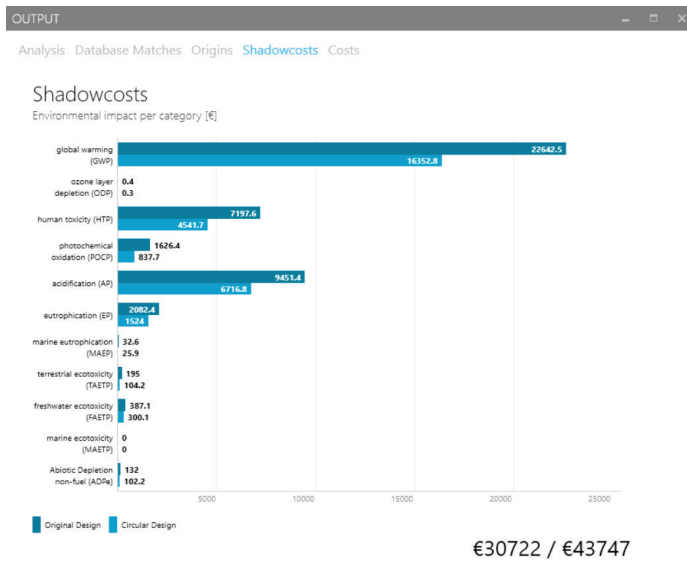 OUTPUT
Analysis Database Matches Origins Shadowcosts Costs
Shadowcosts
Environmental impact per category [€]
global warming
(GWP)
22642.5
16352.8
ozone layer
depletion (ODP)
0.4
0.3
human toxicity (HTP)
7197.6
4541.7
photochemical
oxidation (POCP)
1626.4
837.7
acidification (AP)
9451.4
6716.8
eutrophication (EP)
2082.4
1524
marine eutrophication
(MAEP)
32.6
25.9
terrestrial ecotoxicity
(TAETP)
195
104.2
freshwater ecotoxicity
(FAETP)
387.1
300.1
marine ecotoxicity
(MAETP)
0
0
Abiotic Depletion
non-fuel (ADPe)
132
102.2
5000 10000 15000 20000 25000
Original Design Circular Design
€30722 / €43747